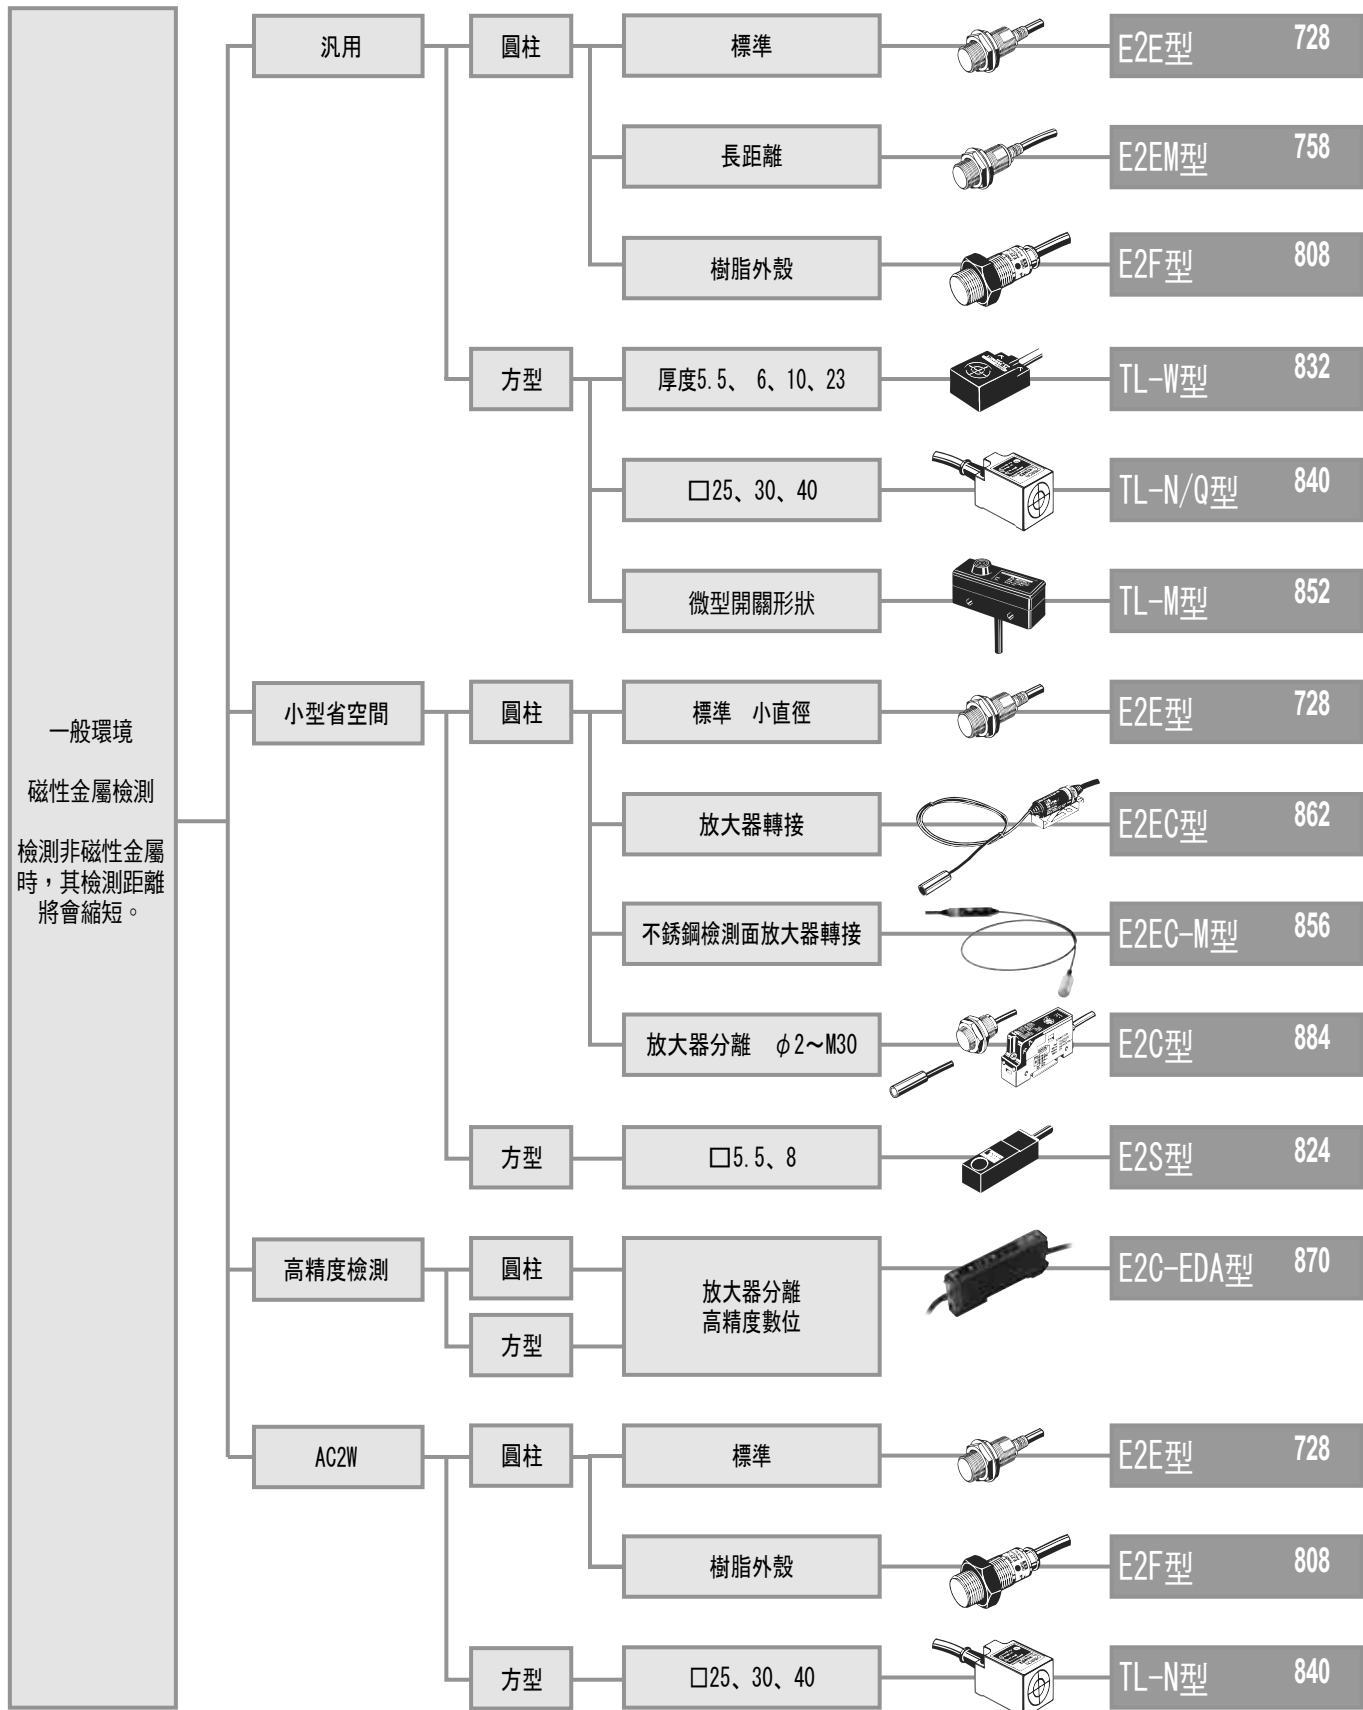 一般環境
磁性金屬檢測
檢測非磁性金屬
時，其檢測距離
將會縮短。
汎用
圓柱
標準
E2E型 728
長距離
E2EM型 758
樹脂外殼
E2F型 808
方型
厚度5.5、 6、10、23
TL-W型 832
□25、30、40
TL-N/Q型 840
微型開關形狀
TL-M型 852
小型省空間
圓柱
標準 小直徑
E2E型 728
放大器轉接
E2EC型 862
不銹鋼檢測面放大器轉接
E2EC-M型 856
放大器分離 φ2～M30
E2C型 884
方型
□5.5、8
E2S型 824
高精度檢測
圓柱
方型
放大器分離
高精度數位
E2C-EDA型 870
AC2W
圓柱
標準
E2E型 728
樹脂外殼
E2F型 808
方型
□25、30、40
TL-N型 840